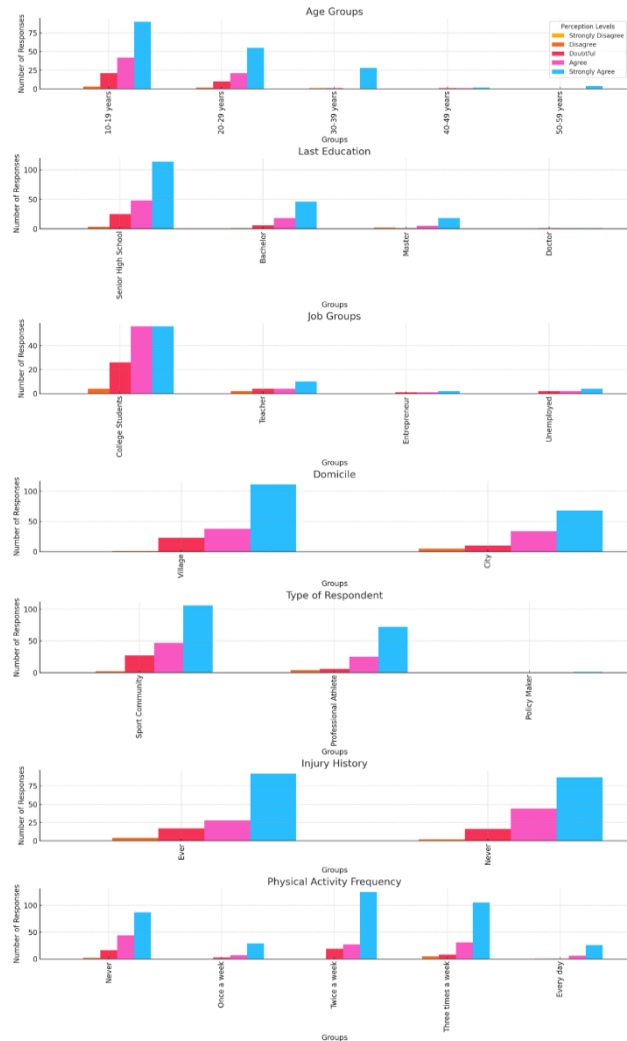 Age Groups
Number of Responses
75
50
25
0
Perception Levels
Strongly Disagree
Disagree
Doubtful
Agree
Strongly Agree
10-19 years
20-29 years
30-39 years
40-49 years
50-59 years
Groups
Last Education
Number of Responses
100
50
0
Senior High School
Bachelor
Master
Doctor
Groups
Job Groups
Number of Responses
40
20
0
College Students
Teacher
Entrepreneur
Unemployed
Groups
Domicile
Number of Responses
100
50
0
Village
City
Groups
Type of Respondent
Number of Responses
100
50
0
Sport Community
Professional Athlete
Policy Maker
Groups
Injury History
Number of Responses
75
50
25
0
Ever
Never
Groups
Physical Activity Frequency
Number of Responses
100
50
0
Never
Once a week
Twice a week
Three times a week
Every day
Groups